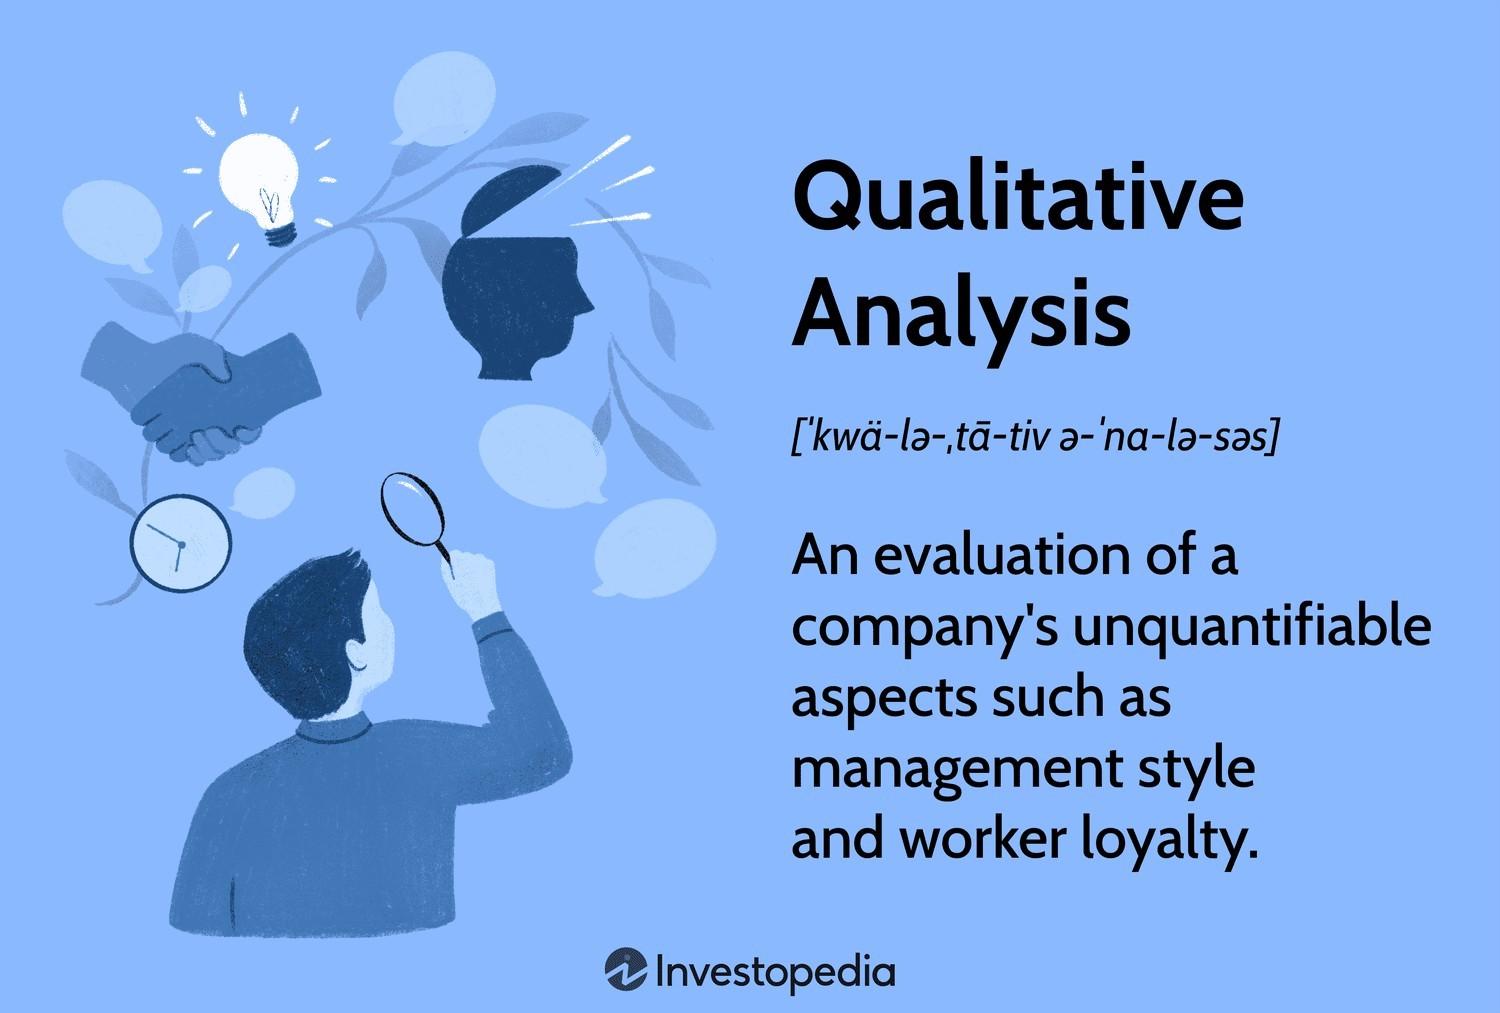 Qualitative
Analysis
[ˈkwä-lə-ˌtā-tiv ə-ˈna-lə-səs]
An evaluation of a
company's unquantifiable
aspects such as
management style
and worker loyalty.
Investopedia